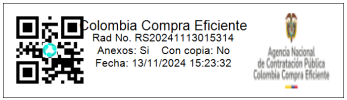 Colombia Compra Eficiente
Rad No. RS20241113015314
Anexos: Si Con copia: No
Fecha: 13/11/2024 15:23:32
Agencia Nacional
de Contratación Pública
Colombia Compra Eficiente